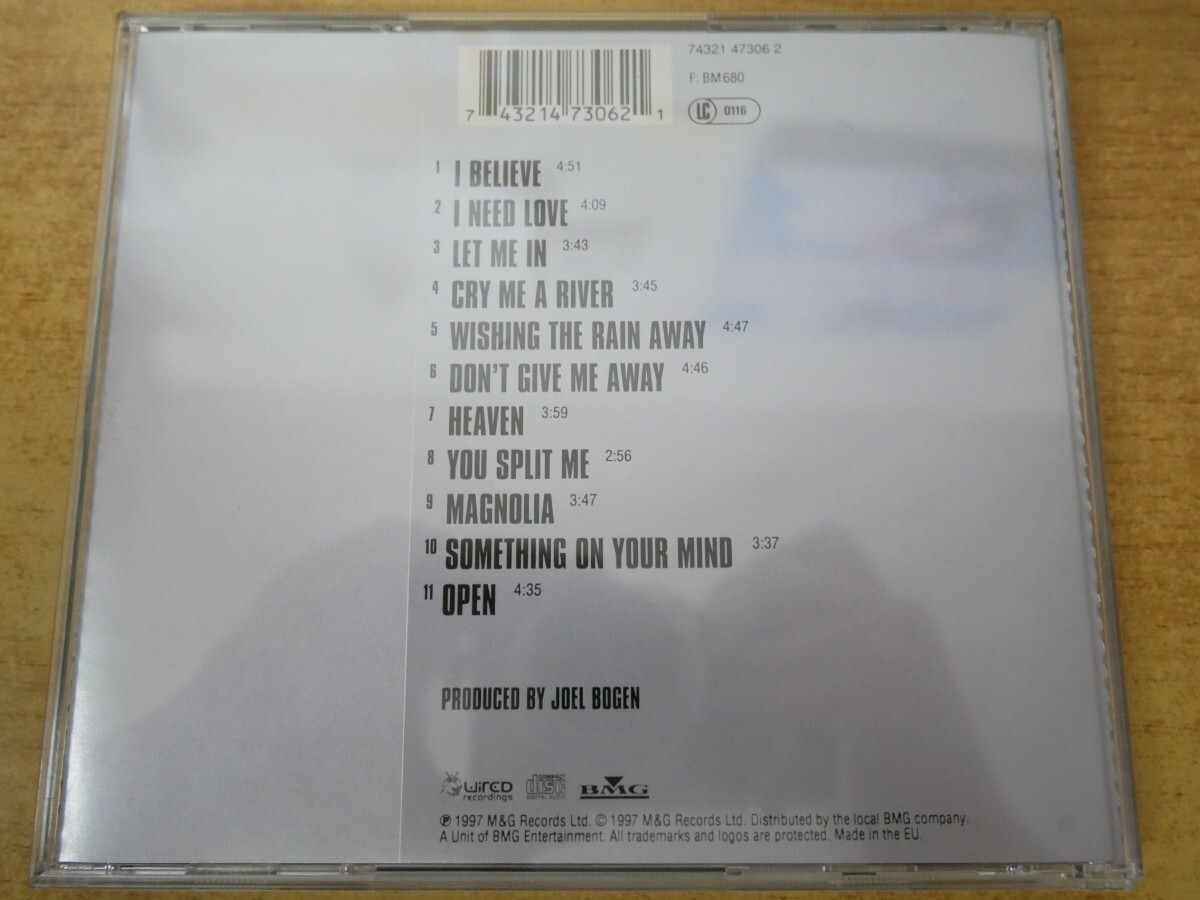 74321 47306 2
F: BM680
LC 0116
7 43214 73062 1
1 I BELIEVE 4:51
2 I NEED LOVE 4:09
3 LET ME IN 3:43
4 CRY ME A RIVER 3:45
5 WISHING THE RAIN AWAY 4:47
6 DON'T GIVE ME AWAY 4:46
7 HEAVEN 3:59
8 YOU SPLIT ME 2:56
9 MAGNOLIA 3:47
10 SOMETHING ON YOUR MIND 3:37
11 OPEN 4:35
PRODUCED BY JOEL BOGEN
wired recordings
COMPACT disc DIGITAL AUDIO
BMG
℗ 1997 M&G Records Ltd. © 1997 M&G Records Ltd. Distributed by the local BMG company.
A Unit of BMG Entertainment. All trademarks and logos are protected. Made in the EU.